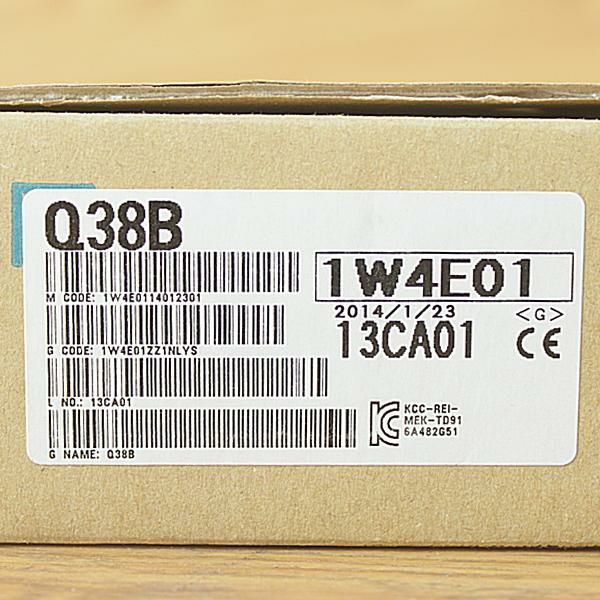 Q38B
1W4E01
M CODE: 1W4E0114012301
2014/1/23 <G>
13CA01 CE
G CODE: 1W4E01ZZ1NLYS
L NO.: 13CA01
KCC-REI-
MEK-TD91
6A482G51
G NAME: Q38B